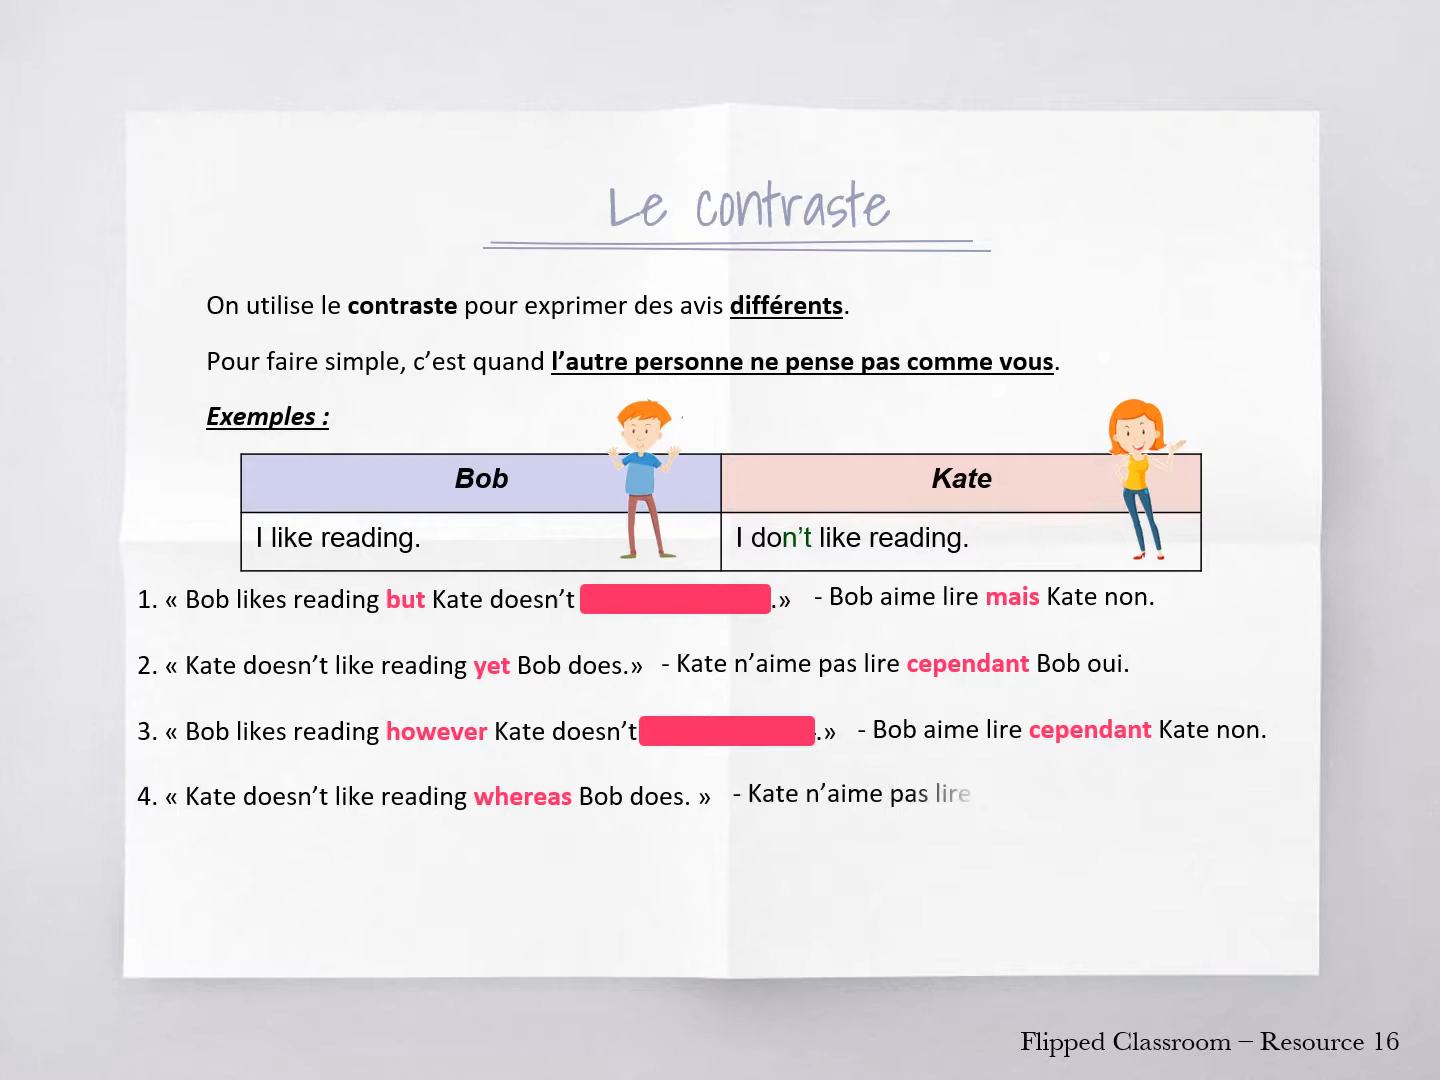 Le contraste
On utilise le contraste pour exprimer des avis différents.
Pour faire simple, c’est quand l’autre personne ne pense pas comme vous.
Exemples :
Bob Kate
I like reading. I don’t like reading.
1. « Bob likes reading but Kate doesn’t .» - Bob aime lire mais Kate non.
2. « Kate doesn’t like reading yet Bob does.» - Kate n’aime pas lire cependant Bob oui.
3. « Bob likes reading however Kate doesn’t .» - Bob aime lire cependant Kate non.
4. « Kate doesn’t like reading whereas Bob does. » - Kate n’aime pas lire
Flipped Classroom – Resource 16